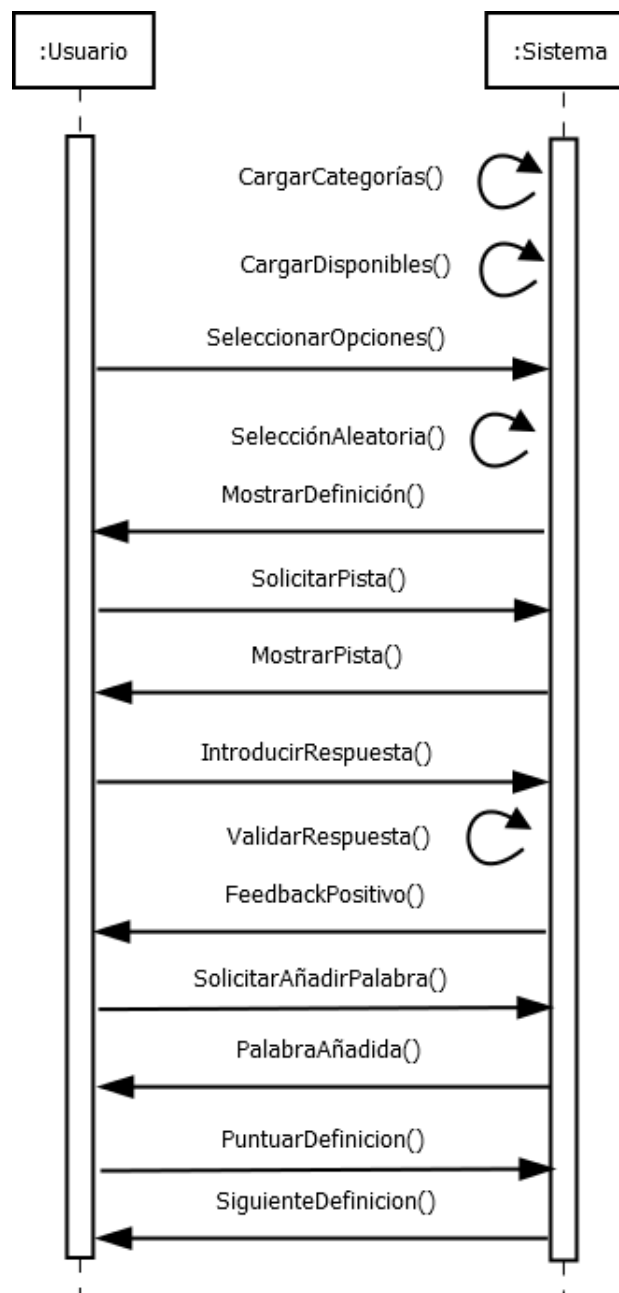 :Usuario
:Sistema
CargarCategorías()
CargarDisponibles()
SeleccionarOpciones()
SelecciónAleatoria()
MostrarDefinición()
SolicitarPista()
MostrarPista()
IntroducirRespuesta()
ValidarRespuesta()
FeedbackPositivo()
SolicitarAñadirPalabra()
PalabraAñadida()
PuntuarDefinicion()
SiguienteDefinicion()